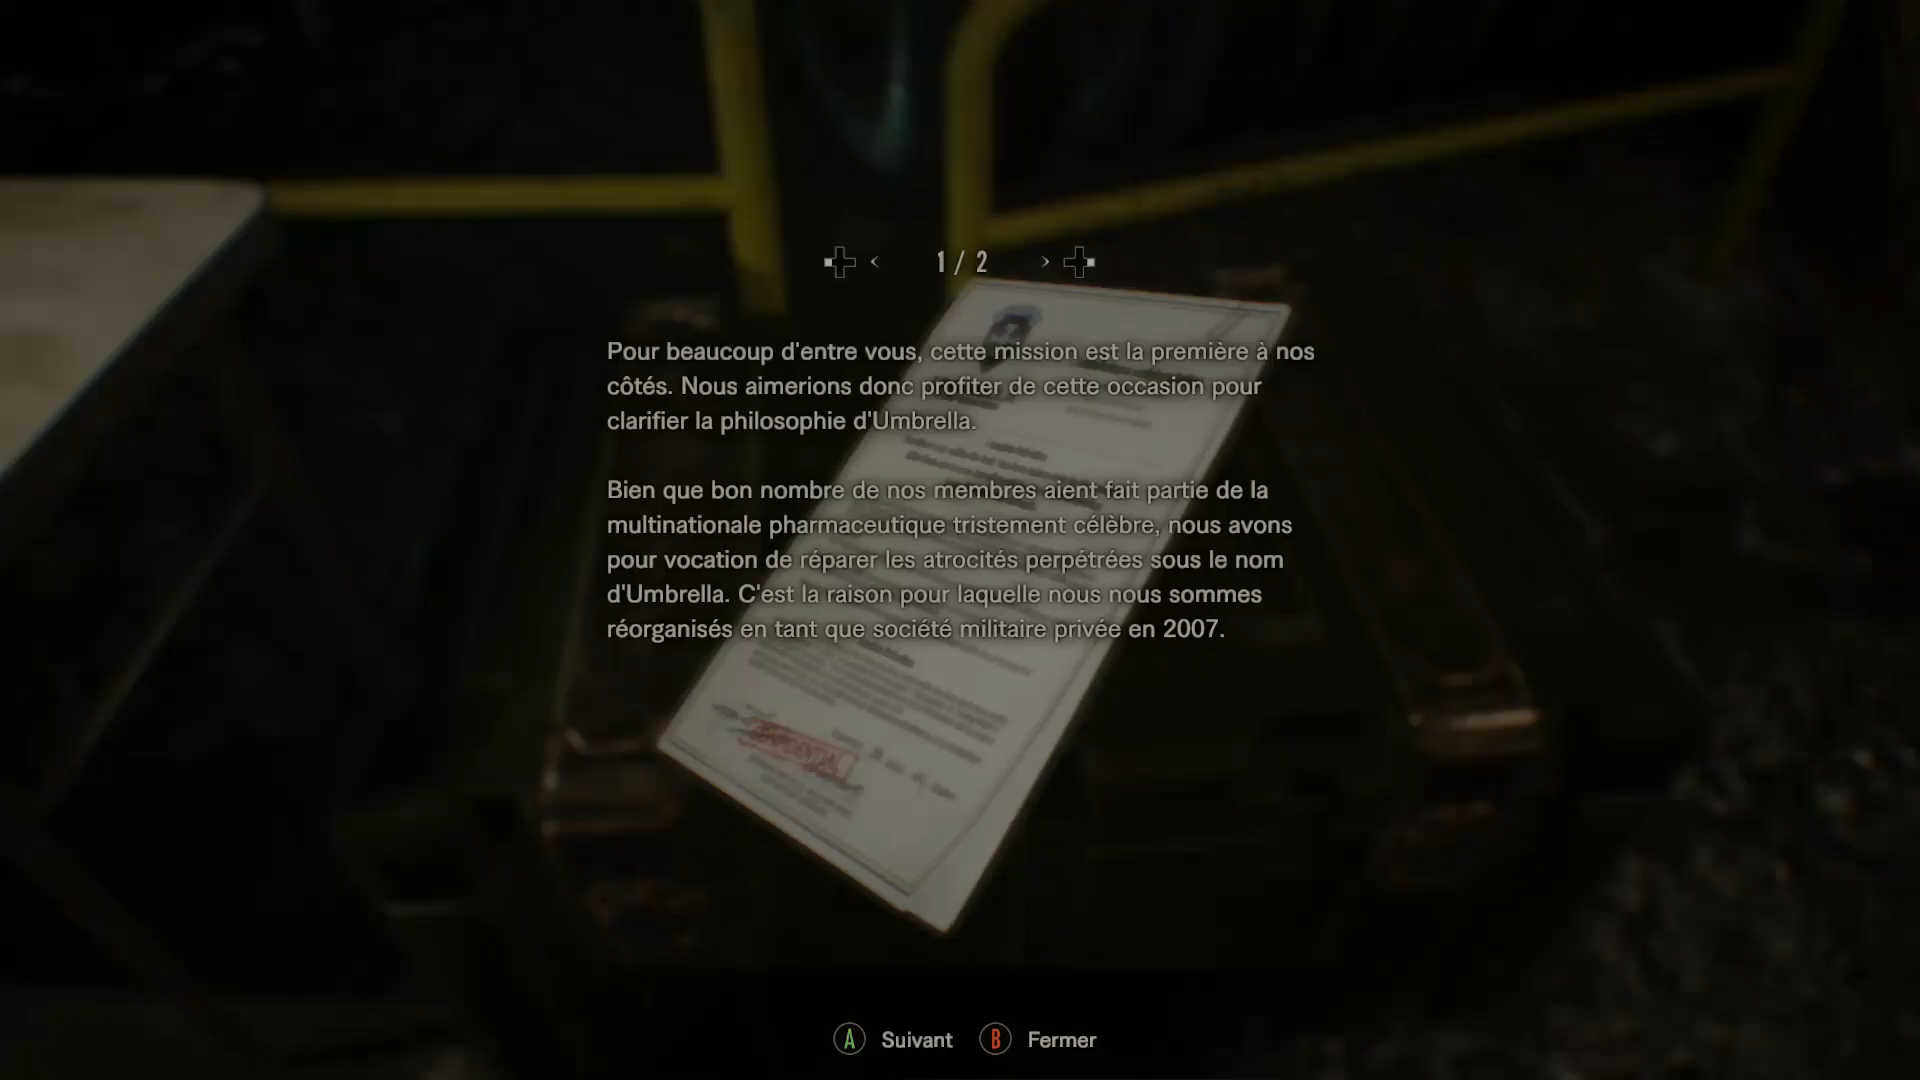 < 1 / 2 >
Pour beaucoup d'entre vous, cette mission est la première à nos
côtés. Nous aimerions donc profiter de cette occasion pour
clarifier la philosophie d'Umbrella.
Bien que bon nombre de nos membres aient fait partie de la
multinationale pharmaceutique tristement célèbre, nous avons
pour vocation de réparer les atrocités perpétrées sous le nom
d'Umbrella. C'est la raison pour laquelle nous nous sommes
réorganisés en tant que société militaire privée en 2007.
A Suivant B Fermer